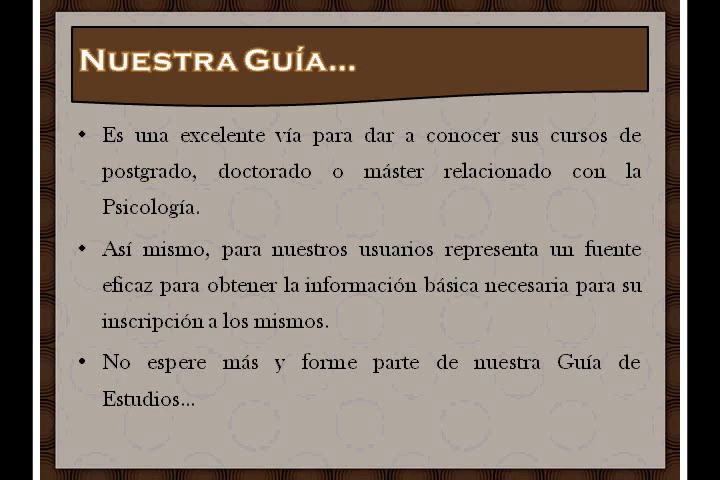 NUESTRA GUÍA...
• Es una excelente vía para dar a conocer sus cursos de
postgrado, doctorado o máster relacionado con la
Psicología.
• Así mismo, para nuestros usuarios representa un fuente
eficaz para obtener la información básica necesaria para su
inscripción a los mismos.
• No espere más y forme parte de nuestra Guía de
Estudios...